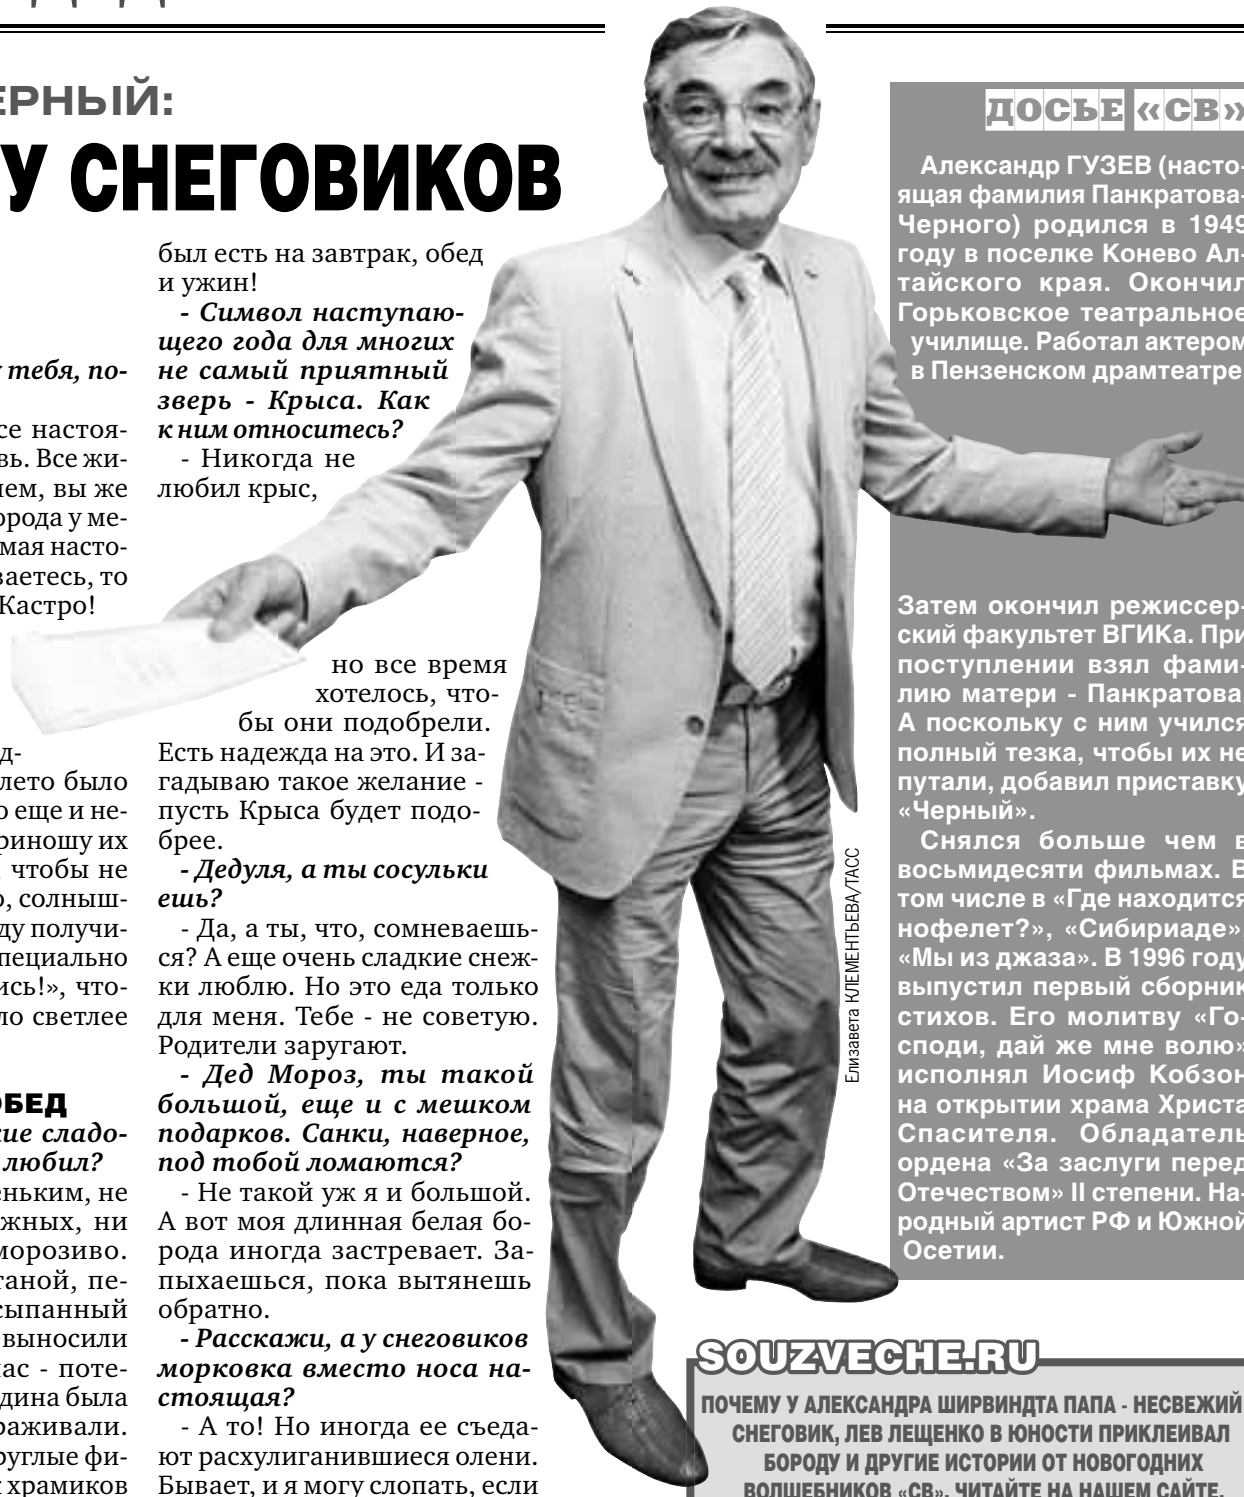 ЕРНЫЙ:
У СНЕГОВИКОВ
тебя, по-
се настоя-
вь. Все жи-
ем, вы же
орода у ме-
мая насто-
ваетесь, то
Кастро!
д-
лето было
о еще и не-
риношу их
чтобы не
о, солныш-
ду получи-
пециально
ись!», что-
ло светлее
ОБЕД
кие сладо-
любил?
еньким, не
жных, ни
морозиво.
таной, пе-
сыпанный
выносили
ас - поте-
дина была
раживали.
руглые фи-
храмиков
был есть на завтрак, обед
и ужин!
- Символ наступаю-
щего года для многих
не самый приятный
зверь - Крыса. Как
к ним относитесь?
- Никогда не
любил крыс,
но все время
хотелось, что-
бы они подобрели.
Есть надежда на это. И за-
гадываю такое желание -
пусть Крыса будет подо-
брее.
- Дедуля, а ты сосульки
ешь?
- Да, а ты, что, сомневаешь-
ся? А еще очень сладкие снеж-
ки люблю. Но это еда только
для меня. Тебе - не советую.
Родители заругают.
- Дед Мороз, ты такой
большой, еще и с мешком
подарков. Санки, наверное,
под тобой ломаются?
- Не такой уж я и большой.
А вот моя длинная белая бо-
рода иногда застревает. За-
пыхаешься, пока вытянешь
обратно.
- Расскажи, а у снеговиков
морковка вместо носа на-
стоящая?
- А то! Но иногда ее съеда-
ют расхулиганившиеся олени.
Бывает, и я могу слопать, если
Елизавета КЛЕМЕНТЬЕВА/ТАСС
ДОСЬЕ «СВ»
Александр ГУЗЕВ (насто-
ящая фамилия Панкратова-
Черного) родился в 1949
году в поселке Конево Ал-
тайского края. Окончил
Горьковское театральное
училище. Работал актером
в Пензенском драмтеатре.
Затем окончил режиссер-
ский факультет ВГИКа. При
поступлении взял фами-
лию матери - Панкратова.
А поскольку с ним учился
полный тезка, чтобы их не
путали, добавил приставку
«Черный».
Снялся больше чем в
восьмидесяти фильмах. В
том числе в «Где находится
нофелет?», «Сибириаде»,
«Мы из джаза». В 1996 году
выпустил первый сборник
стихов. Его молитву «Го-
споди, дай же мне волю»
исполнял Иосиф Кобзон
на открытии храма Христа
Спасителя. Обладатель
ордена «За заслуги перед
Отечеством» II степени. На-
родный артист РФ и Южной
Осетии.
SOUZVECHE.RU
ПОЧЕМУ У АЛЕКСАНДРА ШИРВИНДТА ПАПА - НЕСВЕЖИЙ
СНЕГОВИК, ЛЕВ ЛЕЩЕНКО В ЮНОСТИ ПРИКЛЕИВАЛ
БОРОДУ И ДРУГИЕ ИСТОРИИ ОТ НОВОГОДНИХ
ВОЛШЕБНИКОВ «СВ». ЧИТАЙТЕ НА НАШЕМ САЙТЕ.